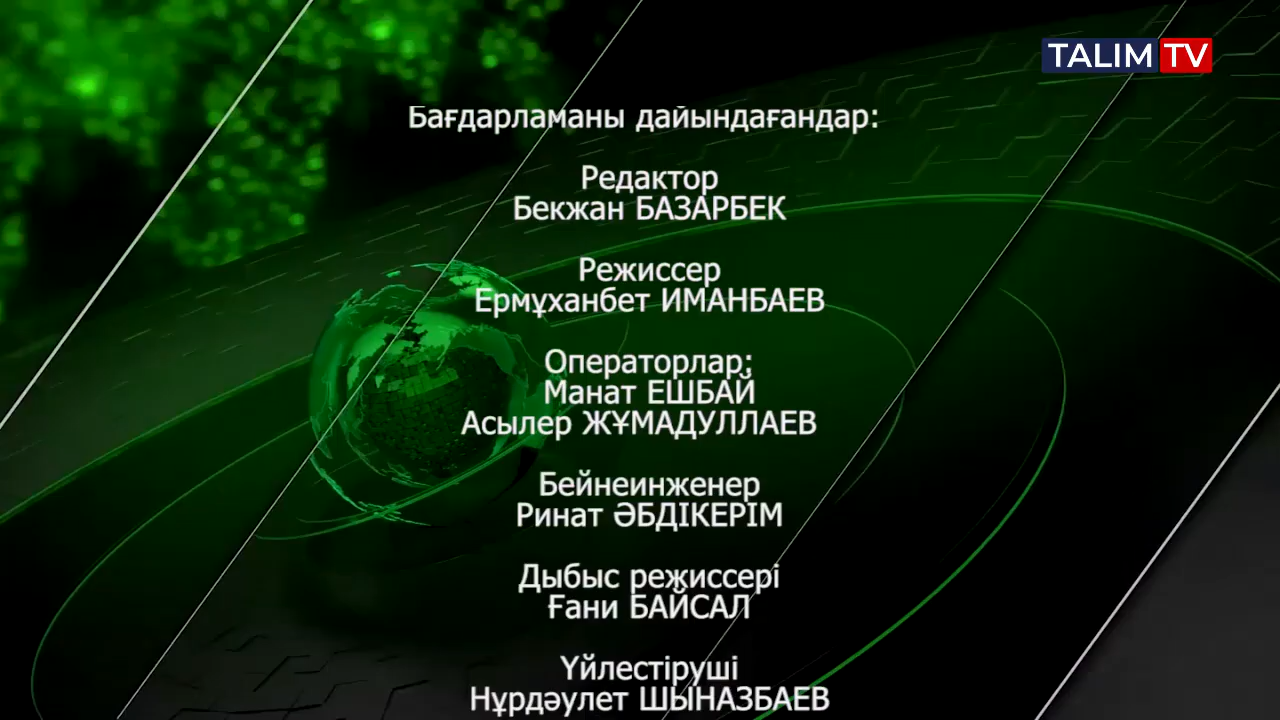 TALIM TV
Бағдарламаны дайындағандар:
Редактор
Бекжан БАЗАРБЕК
Режиссер
Ермұханбет ИМАНБАЕВ
Операторлар:
Манат ЕШБАЙ
Асылер ЖҰМАДУЛЛАЕВ
Бейнеинженер
Ринат ӘБДІКЕРІМ
Дыбыс режиссері
Ғани БАЙСАЛ
Үйлестіруші
Нұрдәулет ШЫНАЗБАЕВ